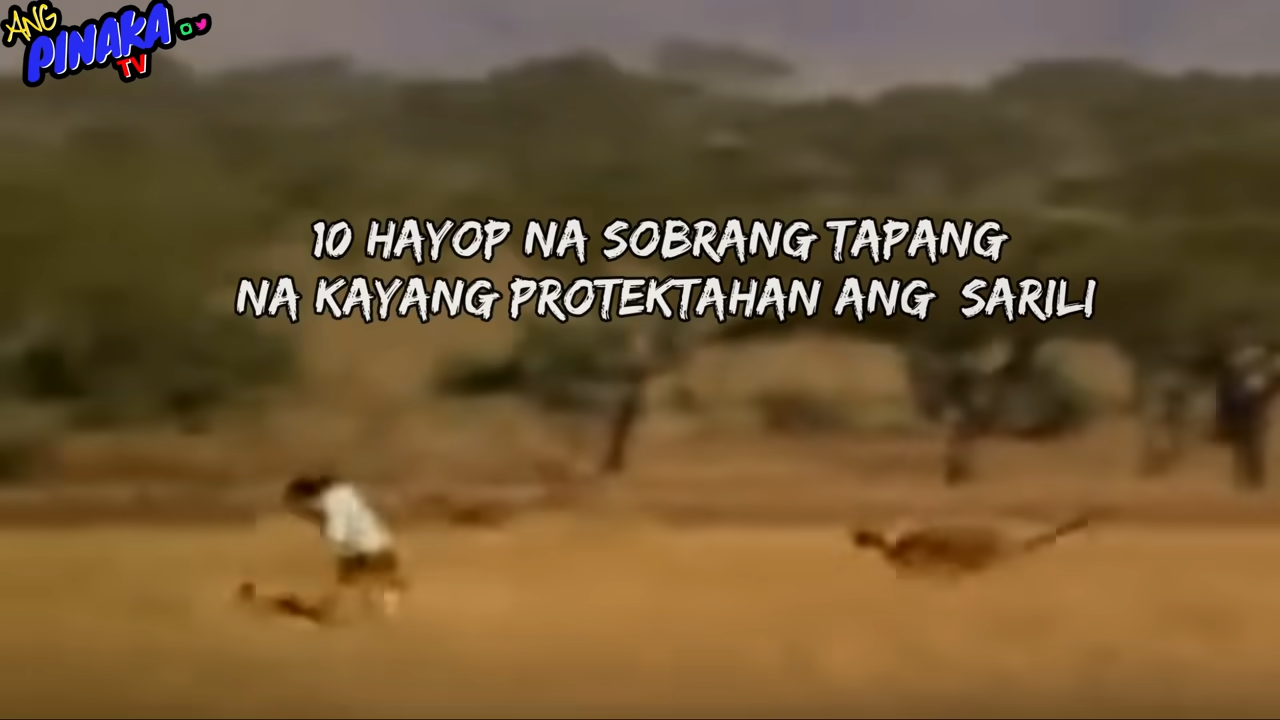 ANG
PINAKA
TV
10 HAYOP NA SOBRANG TAPANG
NA KAYANG PROTEKTAHAN ANG SARILI